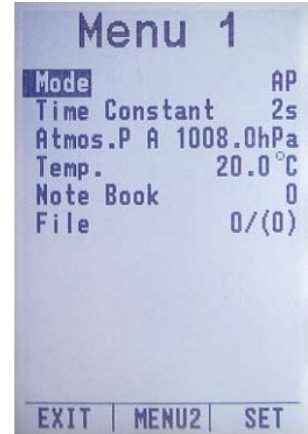 Menu 1
Mode AP
Time Constant 2s
Atmos.P A 1008.0hPa
Temp. 20.0°C
Note Book 0
File 0/(0)
EXIT | MENU2 | SET